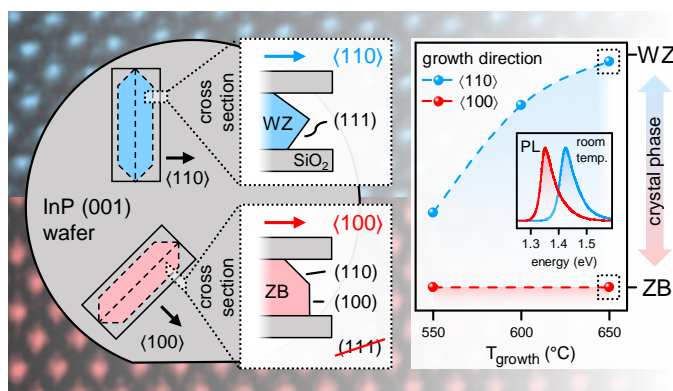 ⟨110⟩
cross
section
WZ
(111)
SiO₂
⟨110⟩
InP (001)
wafer
⟨100⟩
cross
section
ZB
(110)
(100)
(111)
⟨100⟩
growth direction
⟨110⟩
⟨100⟩
PL
room
temp.
1.3 1.4 1.5
energy (eV)
WZ
crystal phase
ZB
550 600 650
T_growth (°C)